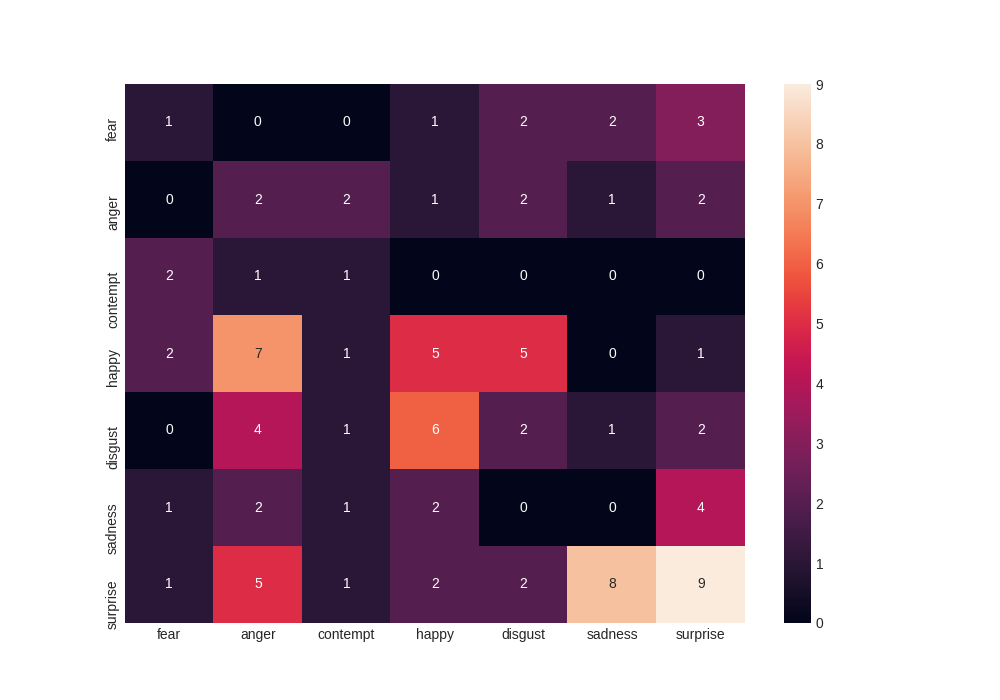 fear 1 0 0 1 2 2 3
anger 0 2 2 1 2 1 2
contempt 2 1 1 0 0 0 0
happy 2 7 1 5 5 0 1
disgust 0 4 1 6 2 1 2
sadness 1 2 1 2 0 0 4
surprise 1 5 1 2 2 8 9
fear anger contempt happy disgust sadness surprise
9
8
7
6
5
4
3
2
1
0